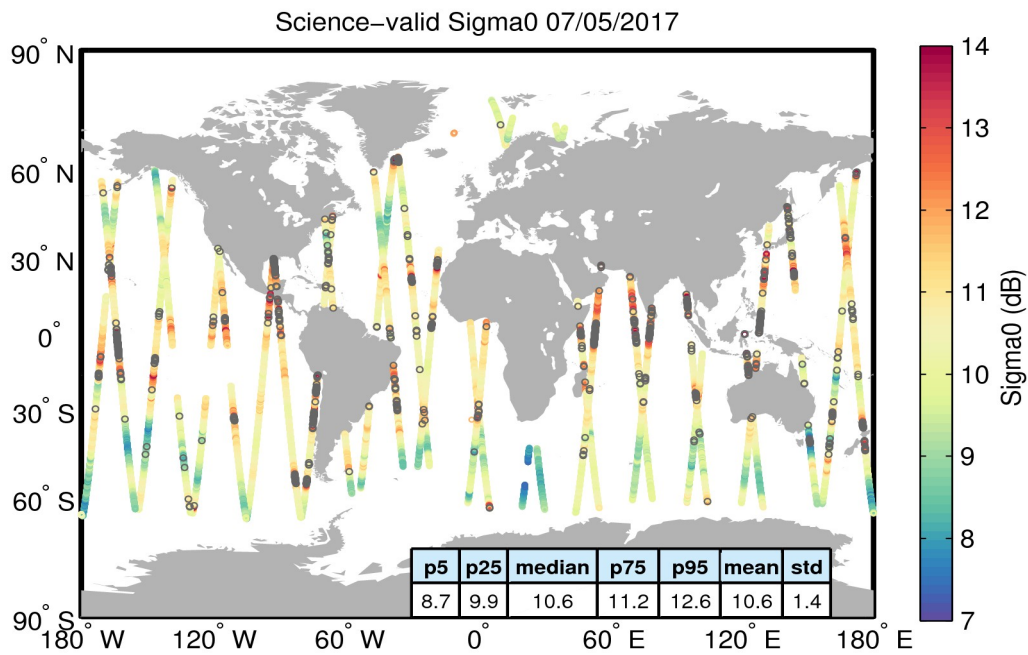 Science−valid Sigma0 07/05/2017
90° N
60° N
30° N
0°
30° S
60° S
90° S
180° W
120° W
60° W
0°
60° E
120° E
180° E
p5 p25 median p75 p95 mean std
8.7 9.9 10.6 11.2 12.6 10.6 1.4
14
13
12
11
10
9
8
7
Sigma0 (dB)